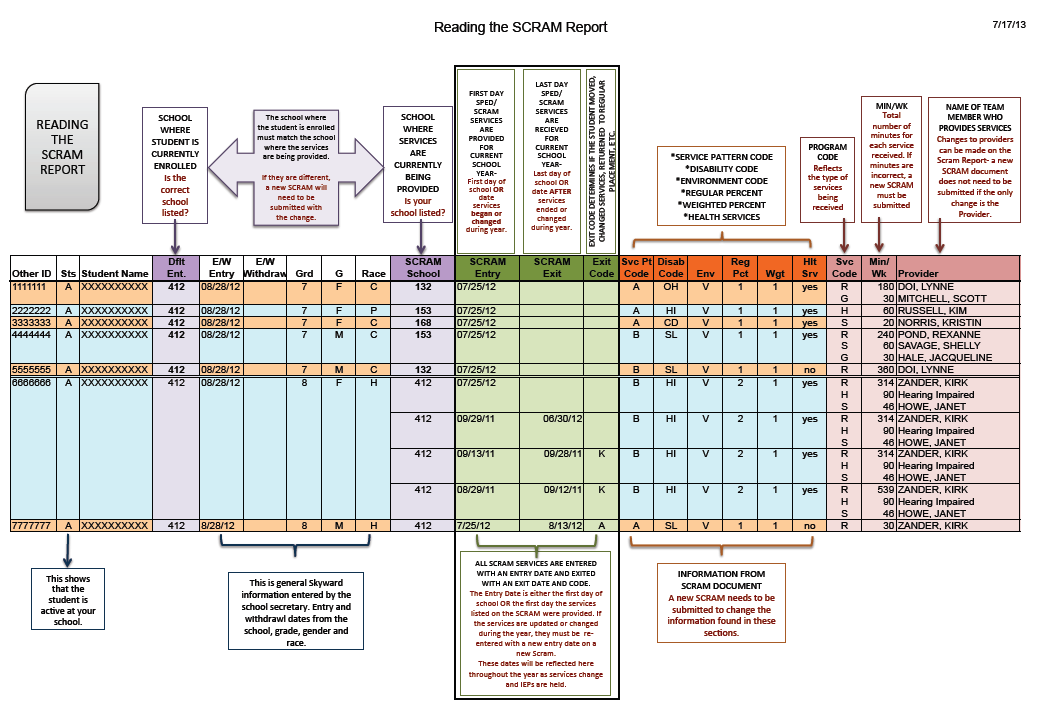 Reading the SCRAM Report
7/17/13
READING
THE
SCRAM
REPORT
SCHOOL
WHERE
STUDENT IS
CURRENTLY
ENROLLED
Is the
correct
school
listed?
The school where
the student is enrolled
must match the school
where the services
are being provided.
If they are different,
a new SCRAM will
need to be
submitted with
the change.
SCHOOL
WHERE
SERVICES
ARE
CURRENTLY
BEING
PROVIDED
Is your
school listed?
FIRST DAY
SPED/
SCRAM
SERVICES
ARE
PROVIDED
FOR
CURRENT
SCHOOL
YEAR-
First day of
school OR
date
services
began or
changed
during year.
LAST DAY
SPED/
SCRAM
SERVICES
ARE
RECIEVED
FOR
CURRENT
SCHOOL
YEAR-
Last day of
school OR
date AFTER
services
ended or
changed
during year.
EXIT CODE DETERMINES IF THE STUDENT MOVED,
CHANGED SERVICES, RETURENED TO REGULAR
PLACEMENT, ETC.
*SERVICE PATTERN CODE
*DISABILITY CODE
*ENVIRONMENT CODE
*REGULAR PERCENT
*WEIGHTED PERCENT
*HEALTH SERVICES
PROGRAM
CODE
Reflects
the type of
services
being
received
MIN/WK
Total
number of
minutes for
each service
received. If
minutes are
incorrect, a
new SCRAM
must be
submitted
NAME OF TEAM
MEMBER WHO
PROVIDES SERVICES
Changes to providers
can be made on the
Scram Report- a new
SCRAM document
does not need to be
submitted if the only
change is the
Provider.
Dflt E/W E/W SCRAM SCRAM SCRAM Exit Svc Pt Disab Reg Hlt Svc Min/
Other ID Sts Student Name Ent. Entry Withdraw Grd G Race School Entry Exit Code Code Code Env Pct Wgt Srv Code Wk Provider
1111111 A XXXXXXXXXX 412 08/28/12 7 F C 132 07/25/12 A OH V 1 1 yes R 180 DOI, LYNNE
G 30 MITCHELL, SCOTT
2222222 A XXXXXXXXXX 412 08/28/12 7 F P 153 07/25/12 A HI V 1 1 yes H 60 RUSSELL, KIM
3333333 A XXXXXXXXXX 412 08/28/12 7 F C 168 07/25/12 A CD V 1 1 yes S 20 NORRIS, KRISTIN
4444444 A XXXXXXXXXX 412 08/28/12 7 M C 153 07/25/12 B SL V 1 1 yes R 240 POND, REXANNE
S 60 SAVAGE, SHELLY
G 30 HALE, JACQUELINE
5555555 A XXXXXXXXXX 412 08/28/12 7 M C 132 07/25/12 B SL V 1 1 no R 360 DOI, LYNNE
6666666 A XXXXXXXXXX 412 08/28/12 8 F H 412 07/25/12 B HI V 2 1 yes R 314 ZANDER, KIRK
H 90 Hearing Impaired
S 46 HOWE, JANET
412 09/29/11 06/30/12 B HI V 2 1 yes R 314 ZANDER, KIRK
H 90 Hearing Impaired
S 46 HOWE, JANET
412 09/13/11 09/28/11 K B HI V 2 1 yes R 314 ZANDER, KIRK
H 90 Hearing Impaired
S 46 HOWE, JANET
412 08/29/11 09/12/11 K B HI V 2 1 yes R 539 ZANDER, KIRK
H 90 Hearing Impaired
S 46 HOWE, JANET
7777777 A XXXXXXXXXX 412 8/28/12 8 M H 412 7/25/12 8/13/12 A A SL V 1 1 no R 30 ZANDER, KIRK
This shows
that the
student is
active at your
school.
This is general Skyward
information entered by the
school secretary. Entry and
withdrawl dates from the
school, grade, gender and
race.
ALL SCRAM SERVICES ARE ENTERED
WITH AN ENTRY DATE AND EXITED
WITH AN EXIT DATE AND CODE.
The Entry Date is either the first day of
school OR the first day the services
listed on the SCRAM were provided. If
the services are updated or changed
during the year, they must be re-
entered with a new entry date on a
new Scram.
These dates will be reflected here
throughout the year as services change
and IEPs are held.
INFORMATION FROM
SCRAM DOCUMENT
A new SCRAM needs to be
submitted to change the
information found in these
sections.